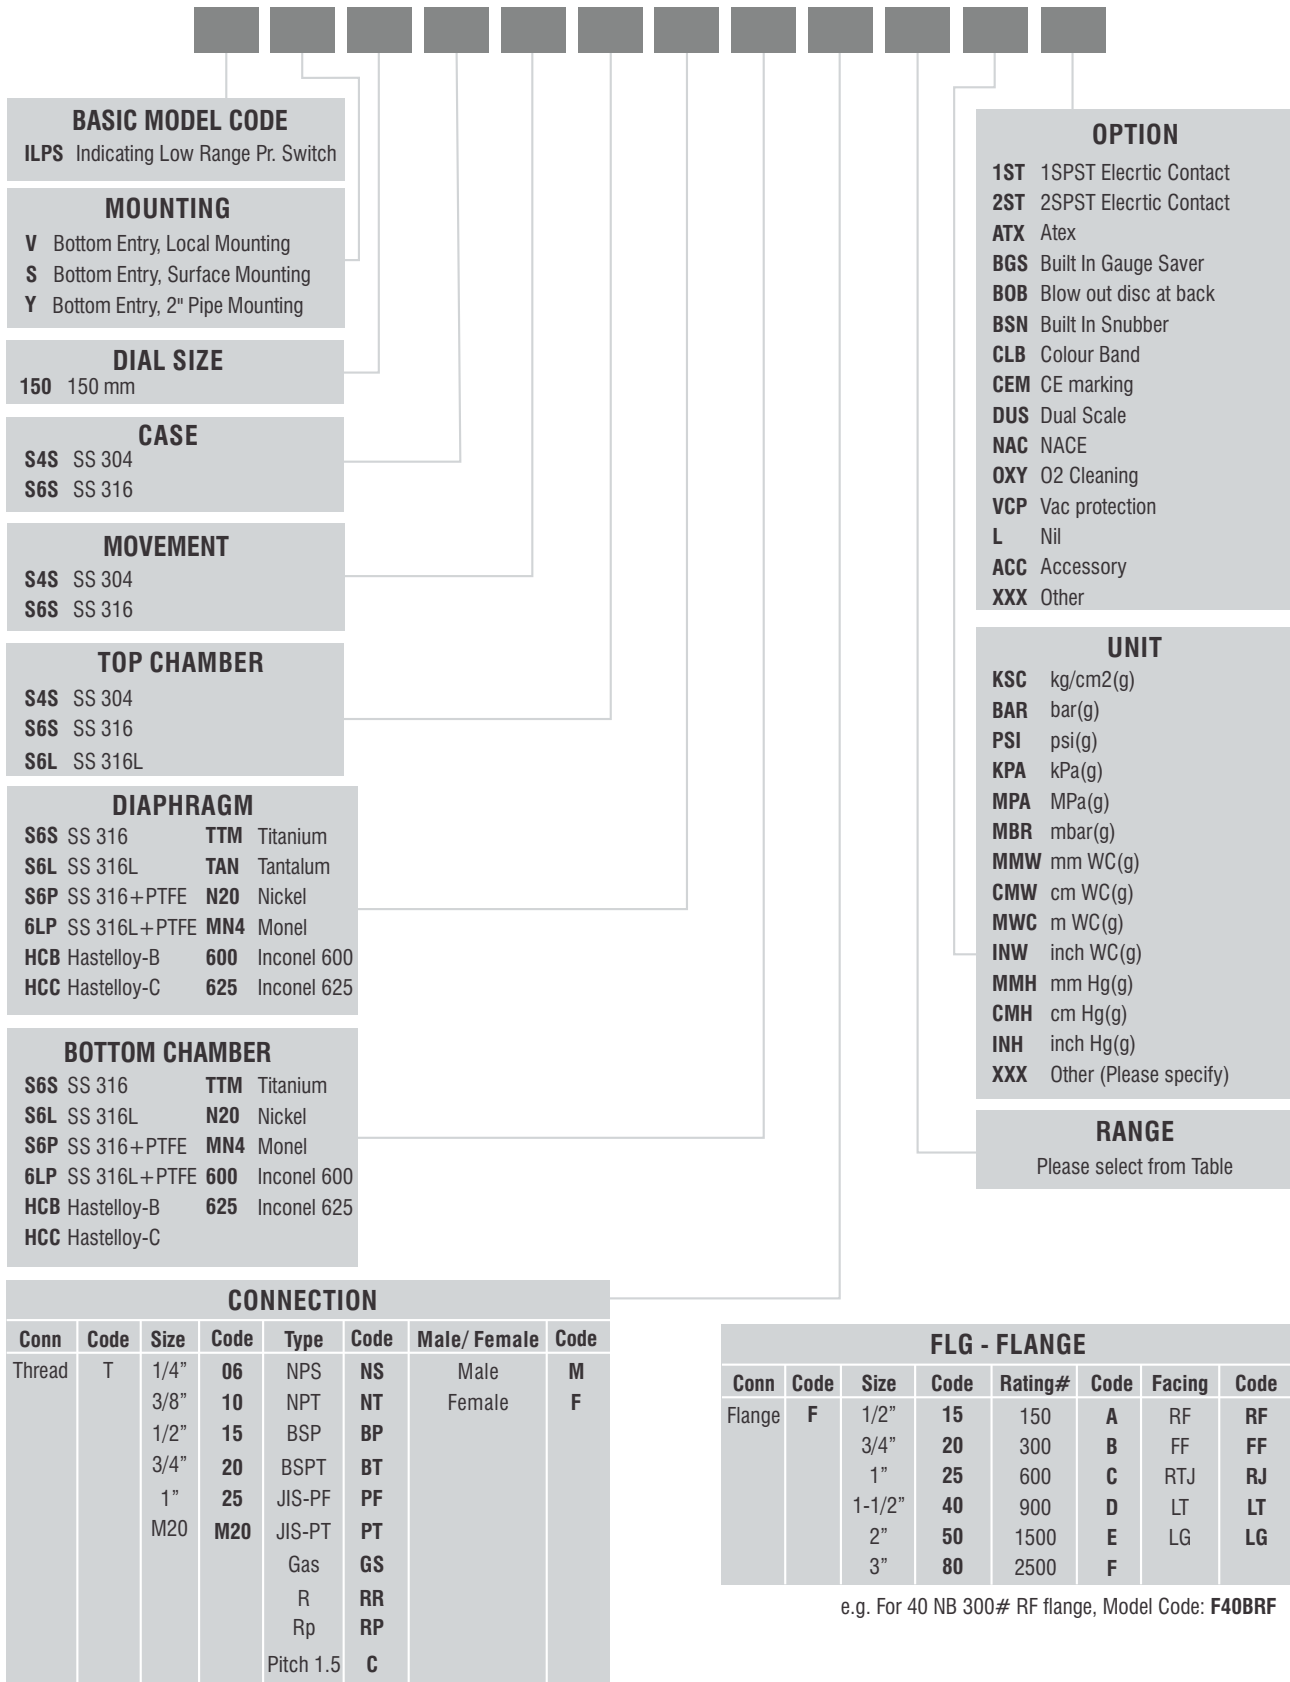 BASIC MODEL CODE
ILPS Indicating Low Range Pr. Switch
MOUNTING
V Bottom Entry, Local Mounting
S Bottom Entry, Surface Mounting
Y Bottom Entry, 2" Pipe Mounting
DIAL SIZE
150 150 mm
CASE
S4S SS 304
S6S SS 316
MOVEMENT
S4S SS 304
S6S SS 316
TOP CHAMBER
S4S SS 304
S6S SS 316
S6L SS 316L
DIAPHRAGM
S6S SS 316 TTM Titanium
S6L SS 316L TAN Tantalum
S6P SS 316+PTFE N20 Nickel
6LP SS 316L+PTFE MN4 Monel
HCB Hastelloy-B 600 Inconel 600
HCC Hastelloy-C 625 Inconel 625
BOTTOM CHAMBER
S6S SS 316 TTM Titanium
S6L SS 316L N20 Nickel
S6P SS 316+PTFE MN4 Monel
6LP SS 316L+PTFE 600 Inconel 600
HCB Hastelloy-B 625 Inconel 625
HCC Hastelloy-C
OPTION
1ST 1SPST Elecrtic Contact
2ST 2SPST Elecrtic Contact
ATX Atex
BGS Built In Gauge Saver
BOB Blow out disc at back
BSN Built In Snubber
CLB Colour Band
CEM CE marking
DUS Dual Scale
NAC NACE
OXY O2 Cleaning
VCP Vac protection
L Nil
ACC Accessory
XXX Other
UNIT
KSC kg/cm2(g)
BAR bar(g)
PSI psi(g)
KPA kPa(g)
MPA MPa(g)
MBR mbar(g)
MMW mm WC(g)
CMW cm WC(g)
MWC m WC(g)
INW inch WC(g)
MMH mm Hg(g)
CMH cm Hg(g)
INH inch Hg(g)
XXX Other (Please specify)
RANGE
Please select from Table
CONNECTION
Conn Code Size Code Type Code Male/ Female Code
Thread T 1/4” 06 NPS NS Male M
3/8” 10 NPT NT Female F
1/2” 15 BSP BP
3/4” 20 BSPT BT
1” 25 JIS-PF PF
M20 M20 JIS-PT PT
Gas GS
R RR
Rp RP
Pitch 1.5 C
FLG - FLANGE
Conn Code Size Code Rating# Code Facing Code
Flange F 1/2” 15 150 A RF RF
3/4” 20 300 B FF FF
1” 25 600 C RTJ RJ
1-1/2” 40 900 D LT LT
2” 50 1500 E LG LG
3” 80 2500 F
e.g. For 40 NB 300# RF flange, Model Code: F40BRF